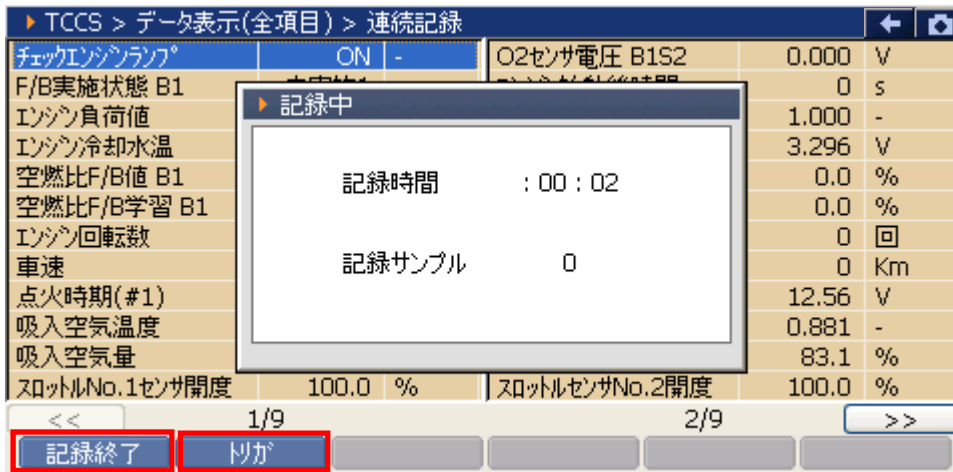 TCCS > データ表示(全項目) > 連続記録
ﾁｪｯｸｴﾝｼﾞﾝﾗﾝﾌﾟ ON - O2センサ電圧 B1S2 0.000 V
F/B実施状態 B1 0 s
記録中
エンジン負荷値 1.000 -
エンジン冷却水温 3.296 V
空燃比F/B値 B1 0.0 %
記録時間 : 00 : 02
空燃比F/B学習 B1 0.0 %
エンジン回転数 0 回
車速 0 Km
記録サンプル 0
点火時期(#1) 12.56 V
吸入空気温度 0.881 -
吸入空気量 83.1 %
ｽﾛｯﾄﾙNo.1センサ開度 100.0 % ｽﾛｯﾄﾙセンサNo.2開度 100.0 %
<< 1/9 2/9 >>
記録終了 ﾄﾘｶﾞ